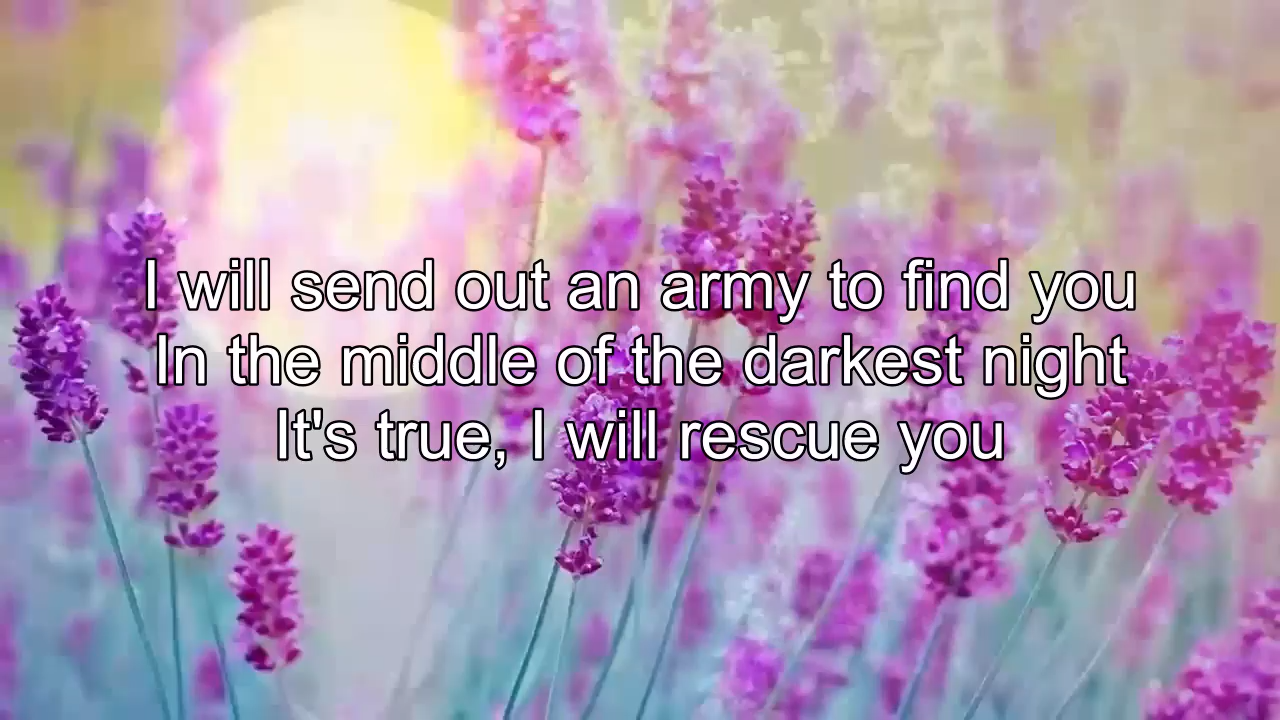 I will send out an army to find you
In the middle of the darkest night
It's true, I will rescue you